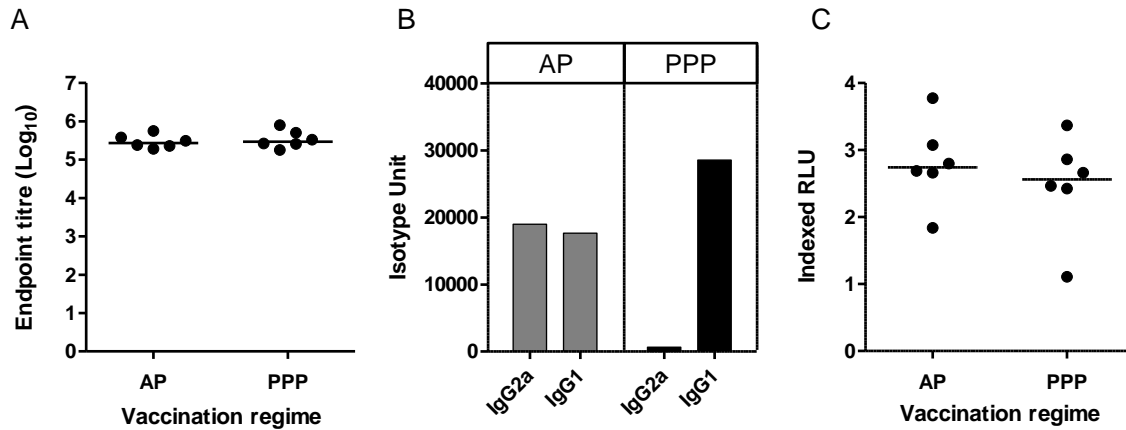 A
Endpoint titre (Log10)
7
6
5
4
3
2
1
0
AP PPP
Vaccination regime
B
AP PPP
Isotype Unit
40000
30000
20000
10000
0
IgG2a IgG1 IgG2a IgG1
C
Indexed RLU
4
3
2
1
0
AP PPP
Vaccination regime